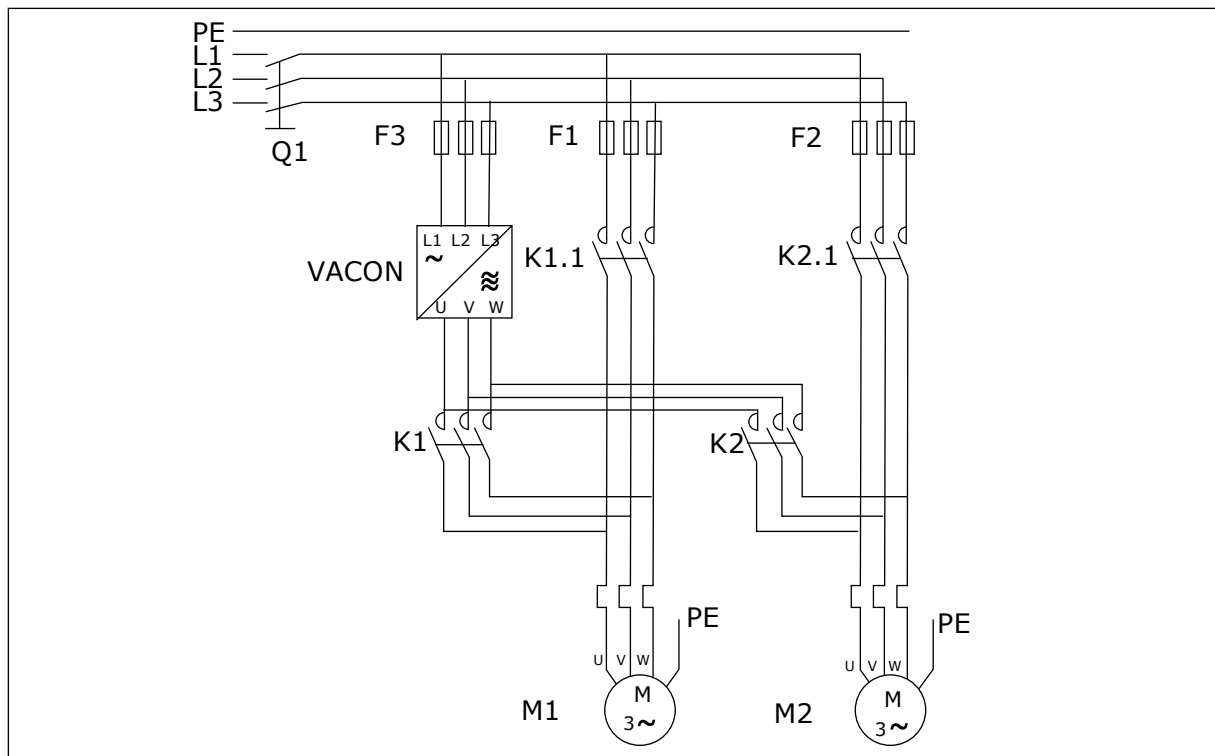 PE
L1
L2
L3
Q1
F3
F1
F2
L1 L2 L3
~
VACON
≋
U V W
K1.1
K2.1
K1
K2
PE
PE
U V W
U V W
M1
M
3~
M2
M
3~